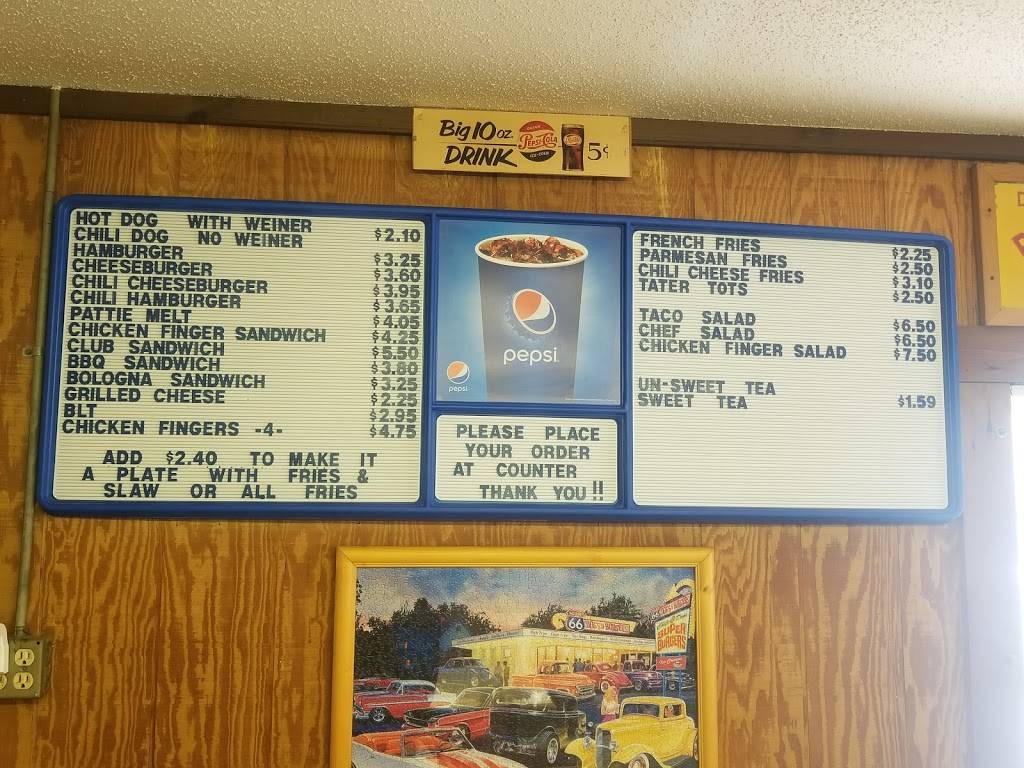 Big 10 oz. DRINK
DRINK PEPSI-COLA ICE-COLD
5¢
HOT DOG WITH WEINER
CHILI DOG NO WEINER $2.10
HAMBURGER $3.25
CHEESEBURGER $3.60
CHILI CHEESEBURGER $3.95
CHILI HAMBURGER $3.65
PATTIE MELT $4.05
CHICKEN FINGER SANDWICH $4.25
CLUB SANDWICH $5.50
BBQ SANDWICH $3.80
BOLOGNA SANDWICH $3.25
GRILLED CHEESE $2.25
BLT $2.95
CHICKEN FINGERS -4- $4.75
ADD $2.40 TO MAKE IT
A PLATE WITH FRIES &
SLAW OR ALL FRIES
pepsi
pepsi
PLEASE PLACE
YOUR ORDER
AT COUNTER
THANK YOU !!
FRENCH FRIES $2.25
PARMESAN FRIES $2.50
CHILI CHEESE FRIES $3.10
TATER TOTS $2.50
TACO SALAD $6.50
CHEF SALAD $6.50
CHICKEN FINGER SALAD $7.50
UN-SWEET TEA
SWEET TEA $1.59
66
SUPER
BURGERS